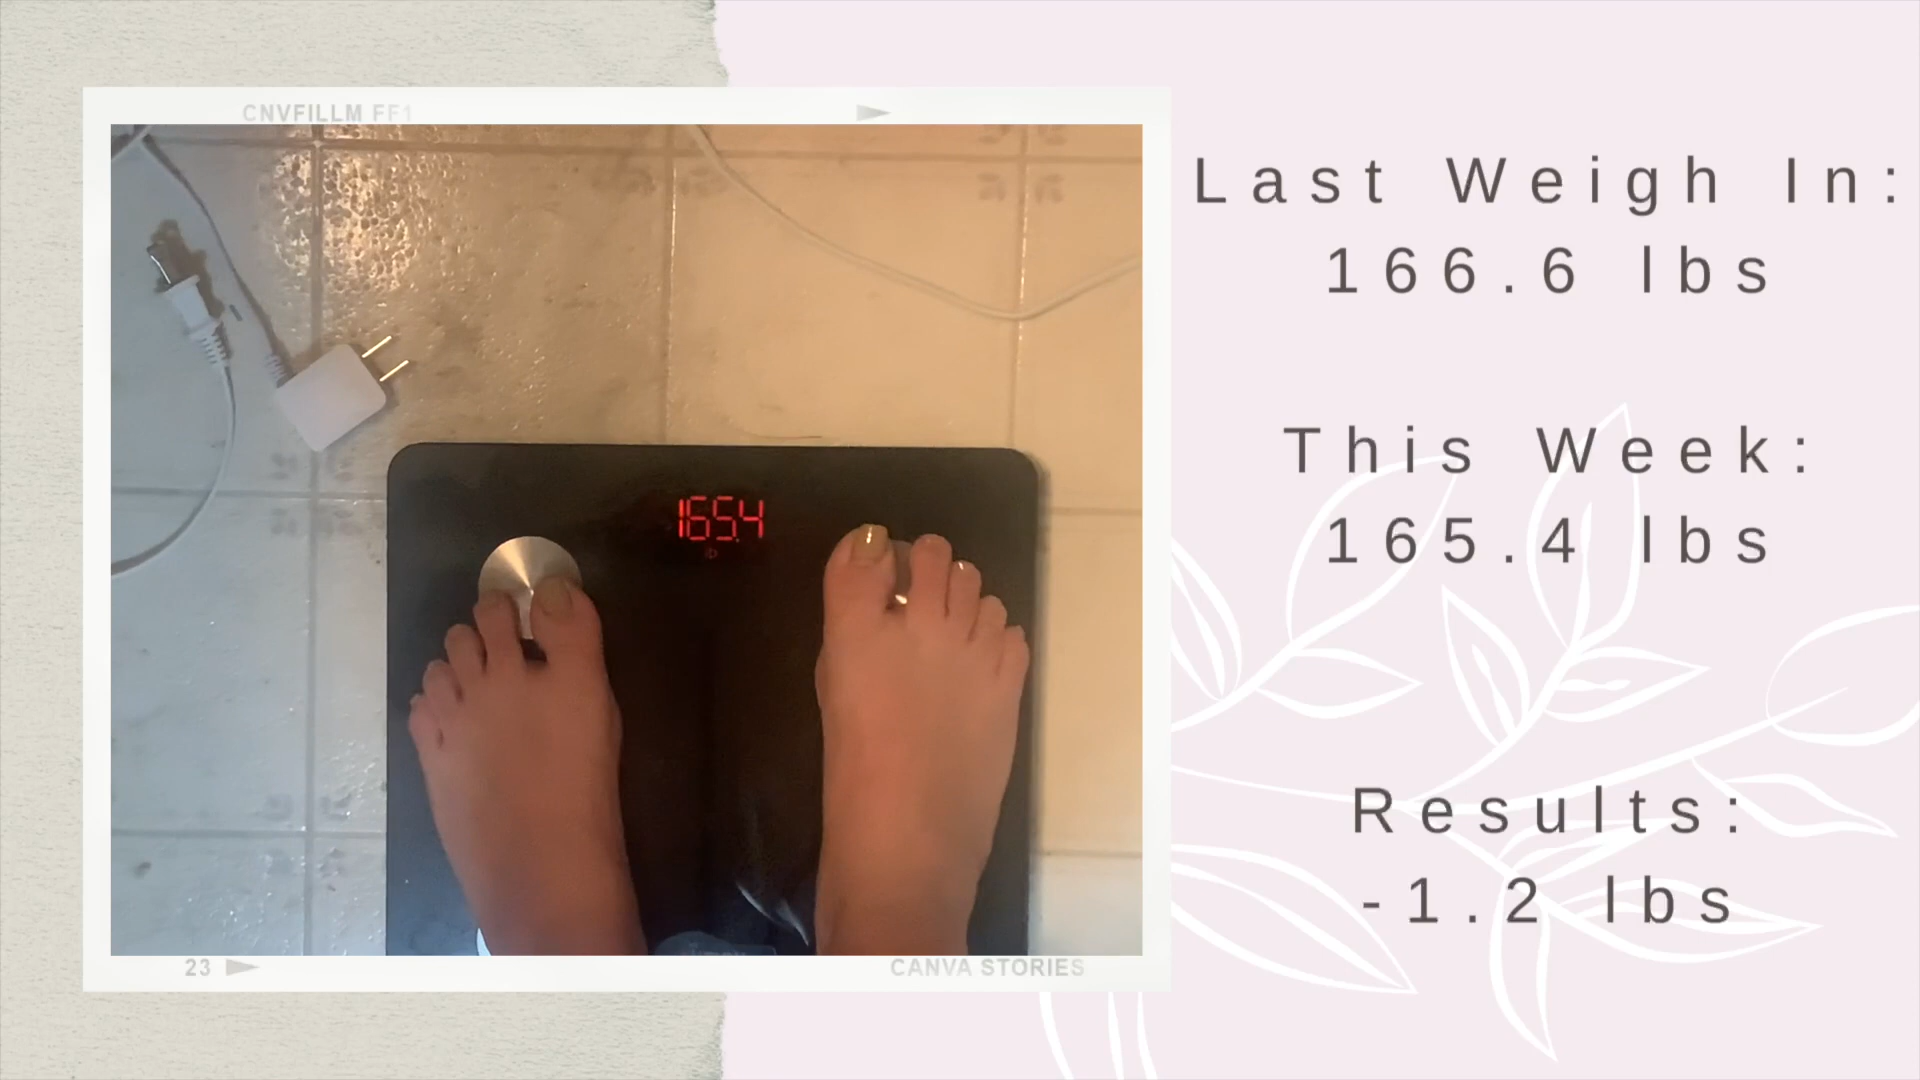 CNVFILLM FF1
165.4
23
CANVA STORIES
Last Weigh In:
166.6 lbs
This Week:
165.4 lbs
Results:
-1.2 lbs